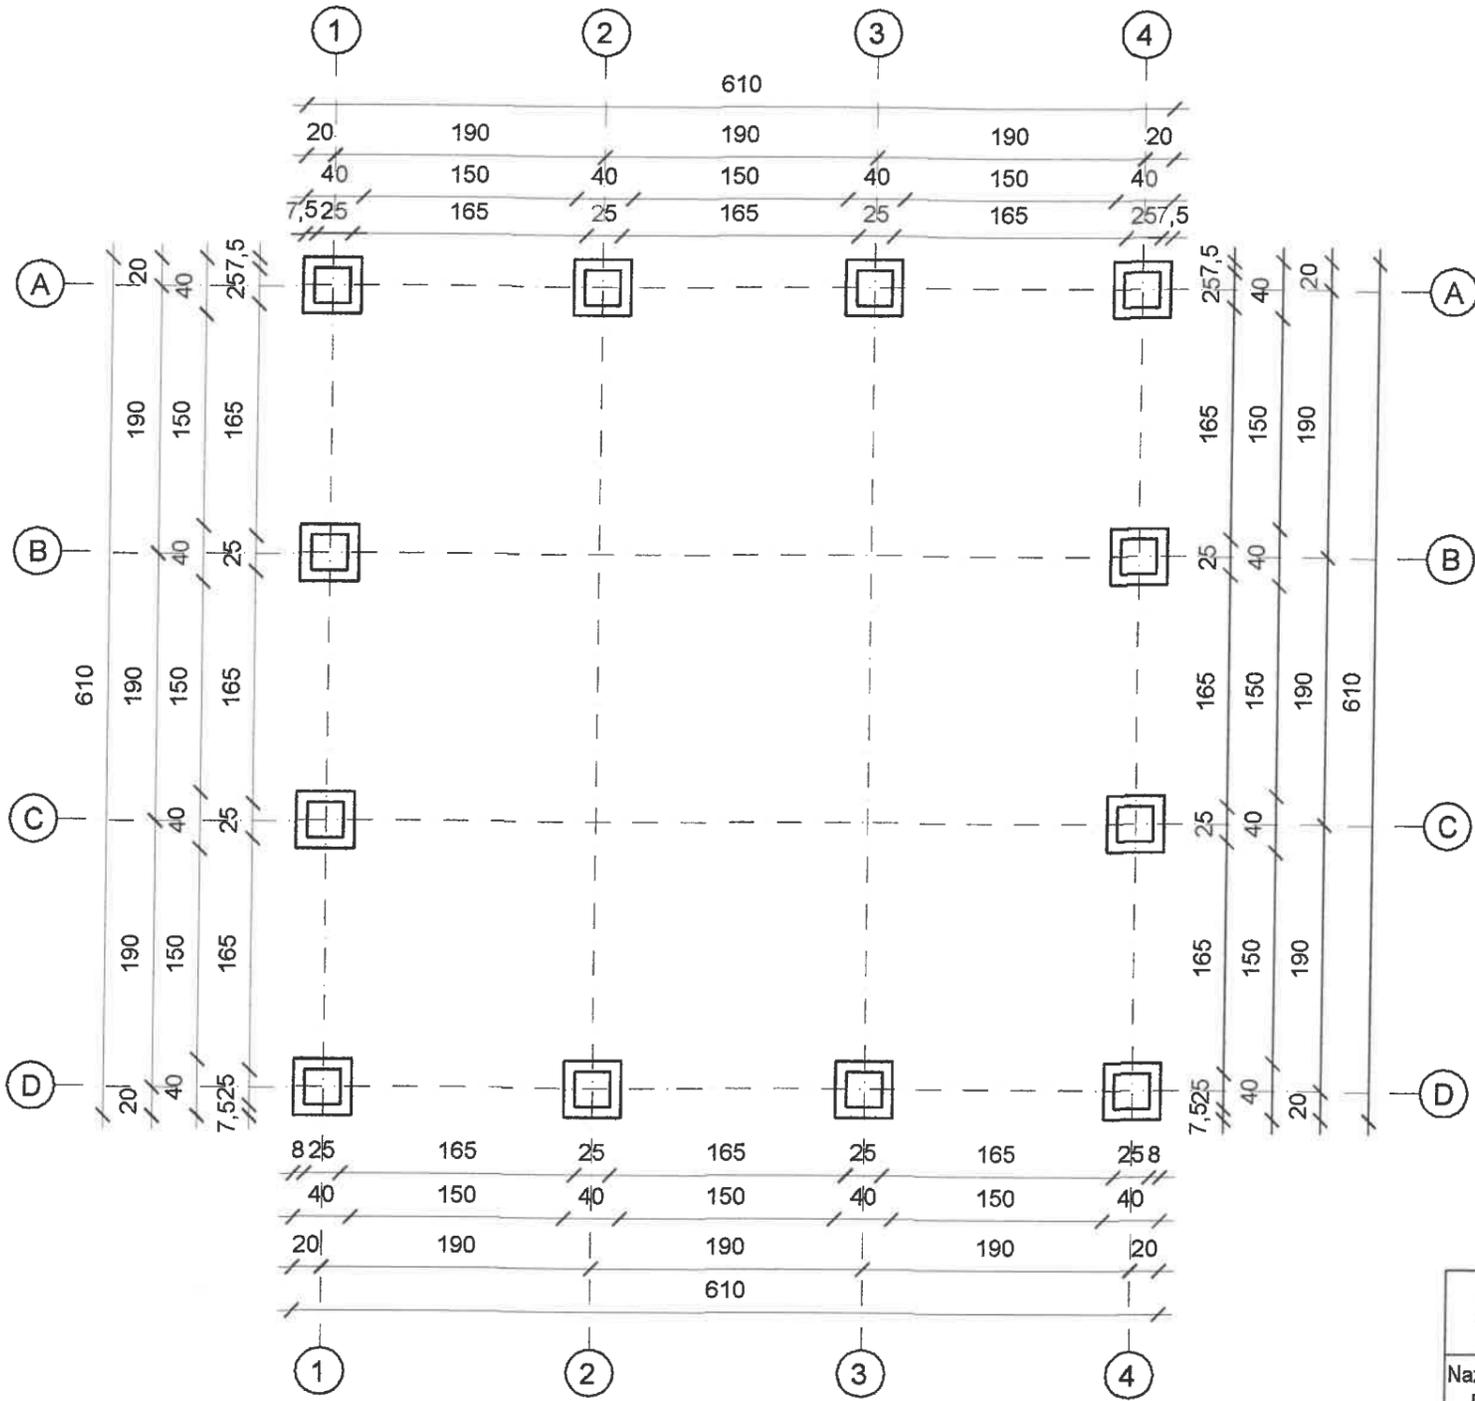 1 2 3 4
610
20 190 190 190 20
40 150 40 150 40 150 40
7,5 25 165 25 165 25 165 25 7,5
A 20 40 25 7,5 25 7,5 40 20 A
190 150 165 165 150 190
B 40 25 25 40 B
610 190 150 165 165 150 190 610
C 40 25 25 40 C
190 150 165 165 150 190
D 20 40 7,5 25 7,5 25 40 20 D
8 25 165 25 165 25 165 25 8
40 150 40 150 40 150 40
20 190 190 190 20
610
1 2 3 4